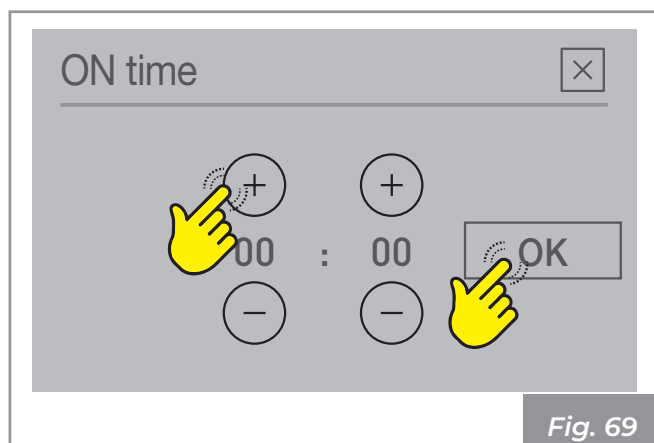 ON time ×
+ +
00 : 00 OK
− −
Fig. 69